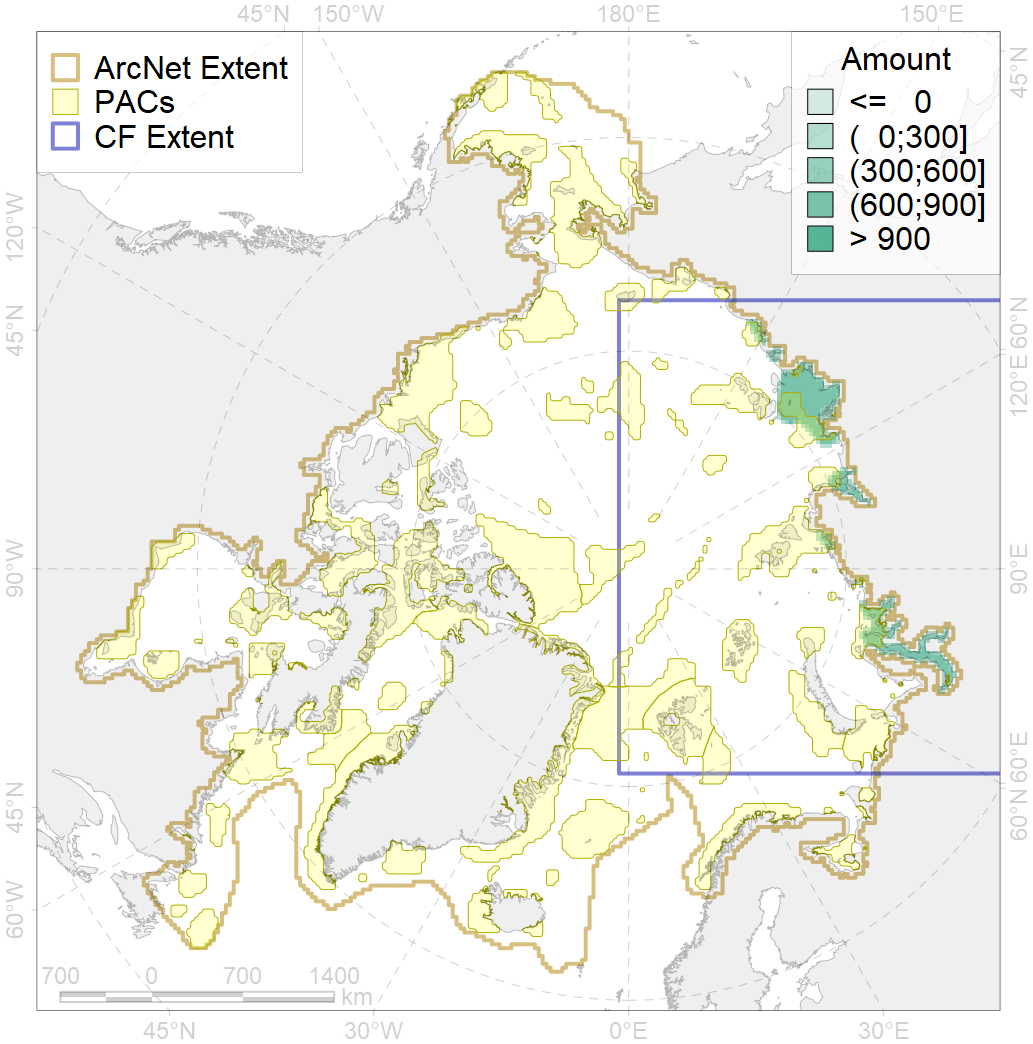 45°N 150°W 180°E 150°E
ArcNet Extent
PACs
CF Extent
Amount
<= 0
( 0;300]
(300;600]
(600;900]
> 900
45°N
120°W
45°N
90°W
45°N
60°W
60°N
120°E
90°E
60°E
60°N
700 0 700 1400
km
45°N 30°W 0°E 30°E